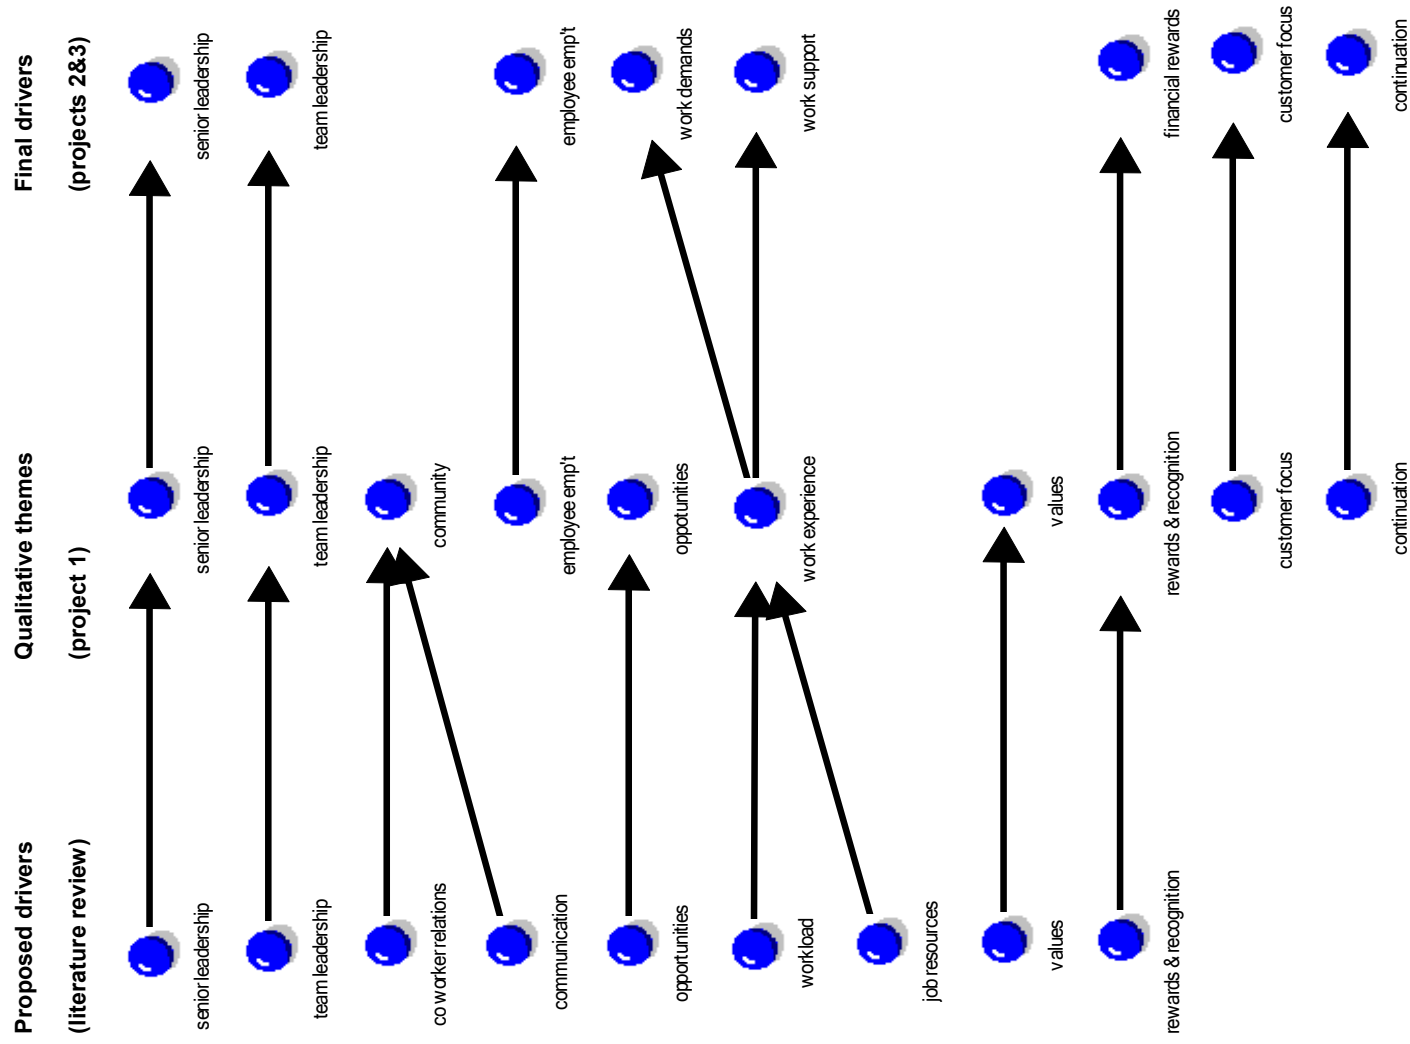 Proposed drivers
(literature review)
senior leadership
team leadership
co worker relations
communication
opportunities
workload
job resources
values
rewards & recognition
Qualitative themes
(project 1)
senior leadership
team leadership
community
employee emp't
oppotunities
work experience
values
rewards & recognition
customer focus
continuation
Final drivers
(projects 2&3)
senior leadership
team leadership
employee emp't
work demands
work support
financial rewards
customer focus
continuation